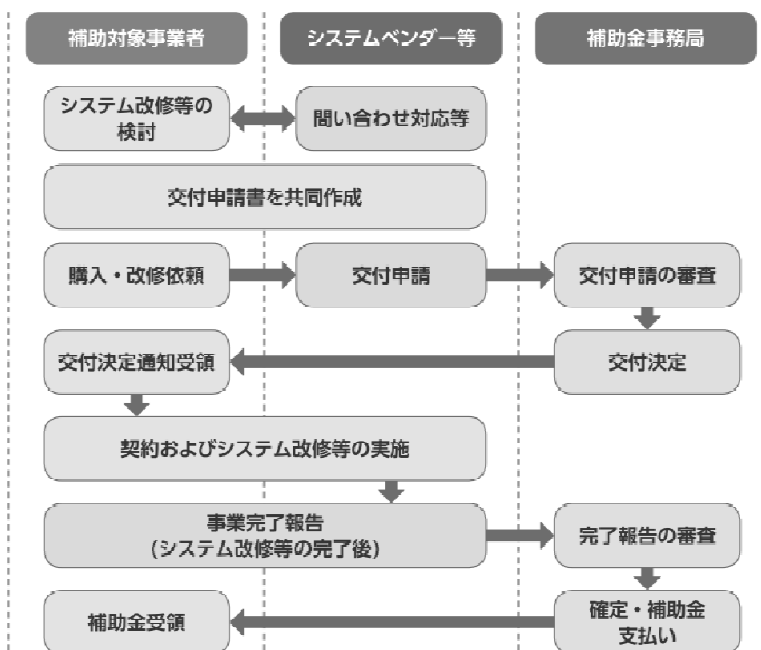 補助対象事業者
システムベンダー等
補助金事務局
システム改修等の
検討
問い合わせ対応等
交付申請書を共同作成
購入・改修依頼
交付申請
交付申請の審査
交付決定通知受領
交付決定
契約およびシステム改修等の実施
事業完了報告
(システム改修等の完了後)
完了報告の審査
補助金受領
確定・補助金
支払い